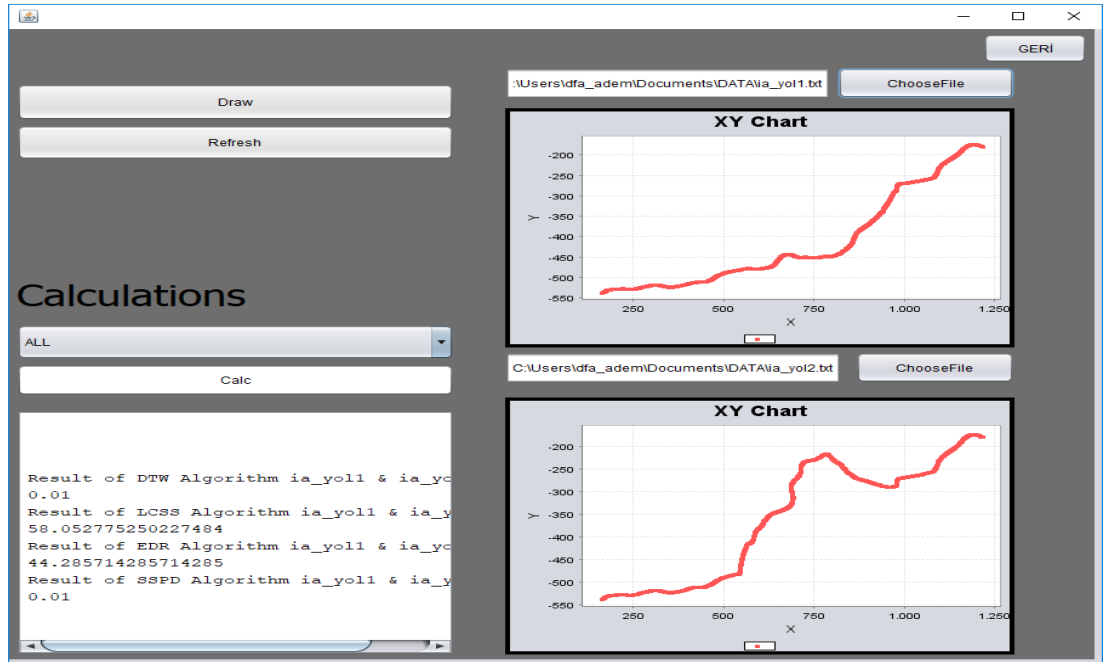 GERİ
:\Users\dfa_adem\Documents\DATA\ia_yol1.txt
ChooseFile
Draw
Refresh
XY Chart
-200
-250
-300
-350
-400
-450
-500
-550
Y
250
500
750
1.000
1.250
X
Calculations
ALL
Calc
C:\Users\dfa_adem\Documents\DATA\ia_yol2.txt
ChooseFile
XY Chart
-200
-250
-300
-350
-400
-450
-500
-550
Y
250
500
750
1.000
1.250
X
Result of DTW Algorithm ia_yol1 & ia_yo
0.01
Result of LCSS Algorithm ia_yol1 & ia_y
58.052775250227484
Result of EDR Algorithm ia_yol1 & ia_yo
44.285714285714285
Result of SSPD Algorithm ia_yol1 & ia_y
0.01